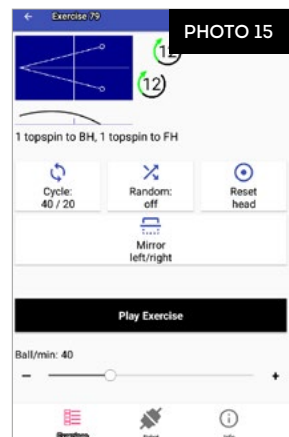 Exercise 79
PHOTO 15
12
12)
1 topspin to BH, 1 topspin to FH
Cycle:
40 / 20
Random:
off
Reset
head
Mirror
left/right
Play Exercise
Ball/min: 40
- +